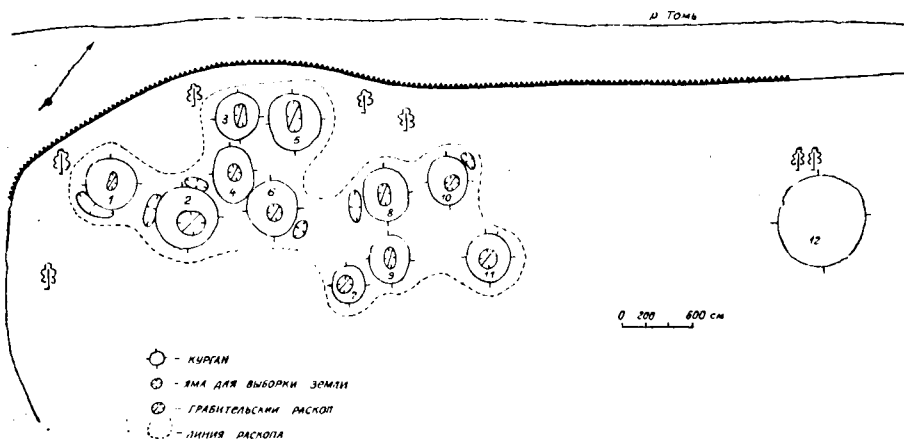 р Томь
3
5
1
2
4
6
8
10
12
7
9
11
0 200 600 см
- КУРГАН
- ЯМА ДЛЯ ВЫБОРКИ ЗЕМЛИ
- ГРАБИТЕЛЬСКИЙ РАСКОП
- ЛИНИЯ РАСКОПА